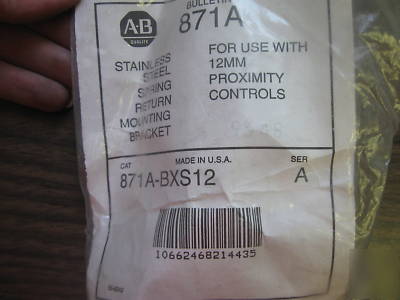 BULLETIN
871A
A-B
QUALITY
STAINLESS
STEEL
SPRING
RETURN
MOUNTING
BRACKET
FOR USE WITH
12MM
PROXIMITY
CONTROLS
CAT
MADE IN U.S.A.
SER
871A-BXS12
A
10662468214435